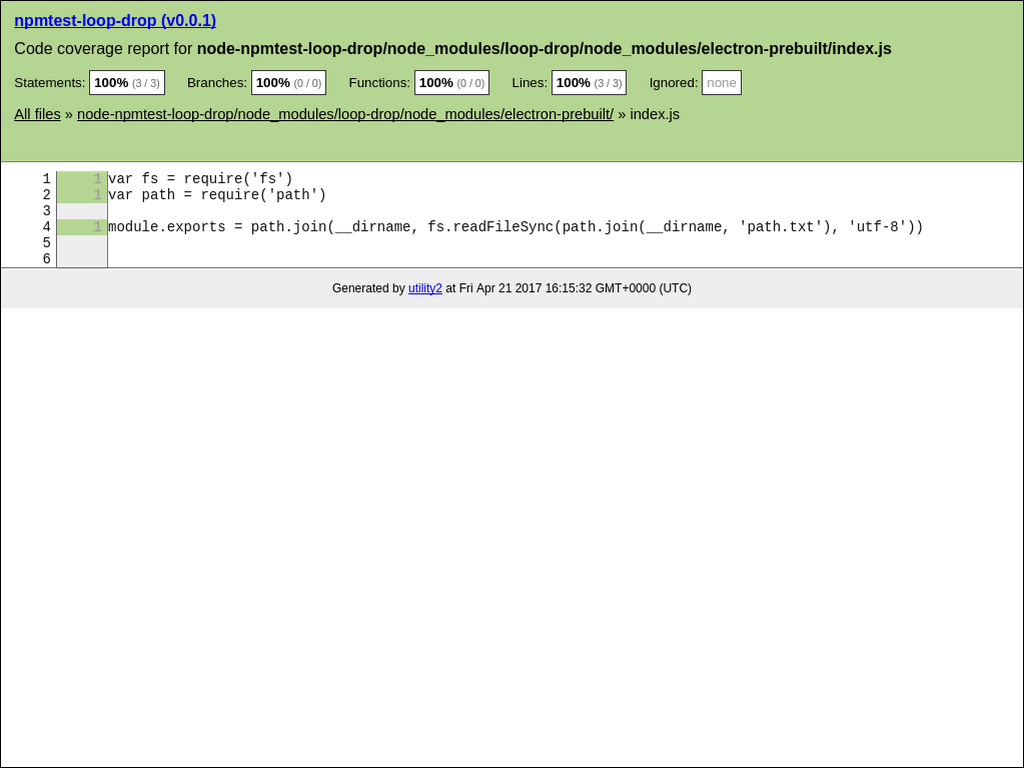 npmtest-loop-drop (v0.0.1)
Code coverage report for node-npmtest-loop-drop/node_modules/loop-drop/node_modules/electron-prebuilt/index.js
Statements: 100% (3 / 3) Branches: 100% (0 / 0) Functions: 100% (0 / 0) Lines: 100% (3 / 3) Ignored: none
All files » node-npmtest-loop-drop/node_modules/loop-drop/node_modules/electron-prebuilt/ » index.js
1 1 var fs = require('fs')
2 1 var path = require('path')
3
4 1 module.exports = path.join(__dirname, fs.readFileSync(path.join(__dirname, 'path.txt'), 'utf-8'))
5
6
Generated by utility2 at Fri Apr 21 2017 16:15:32 GMT+0000 (UTC)